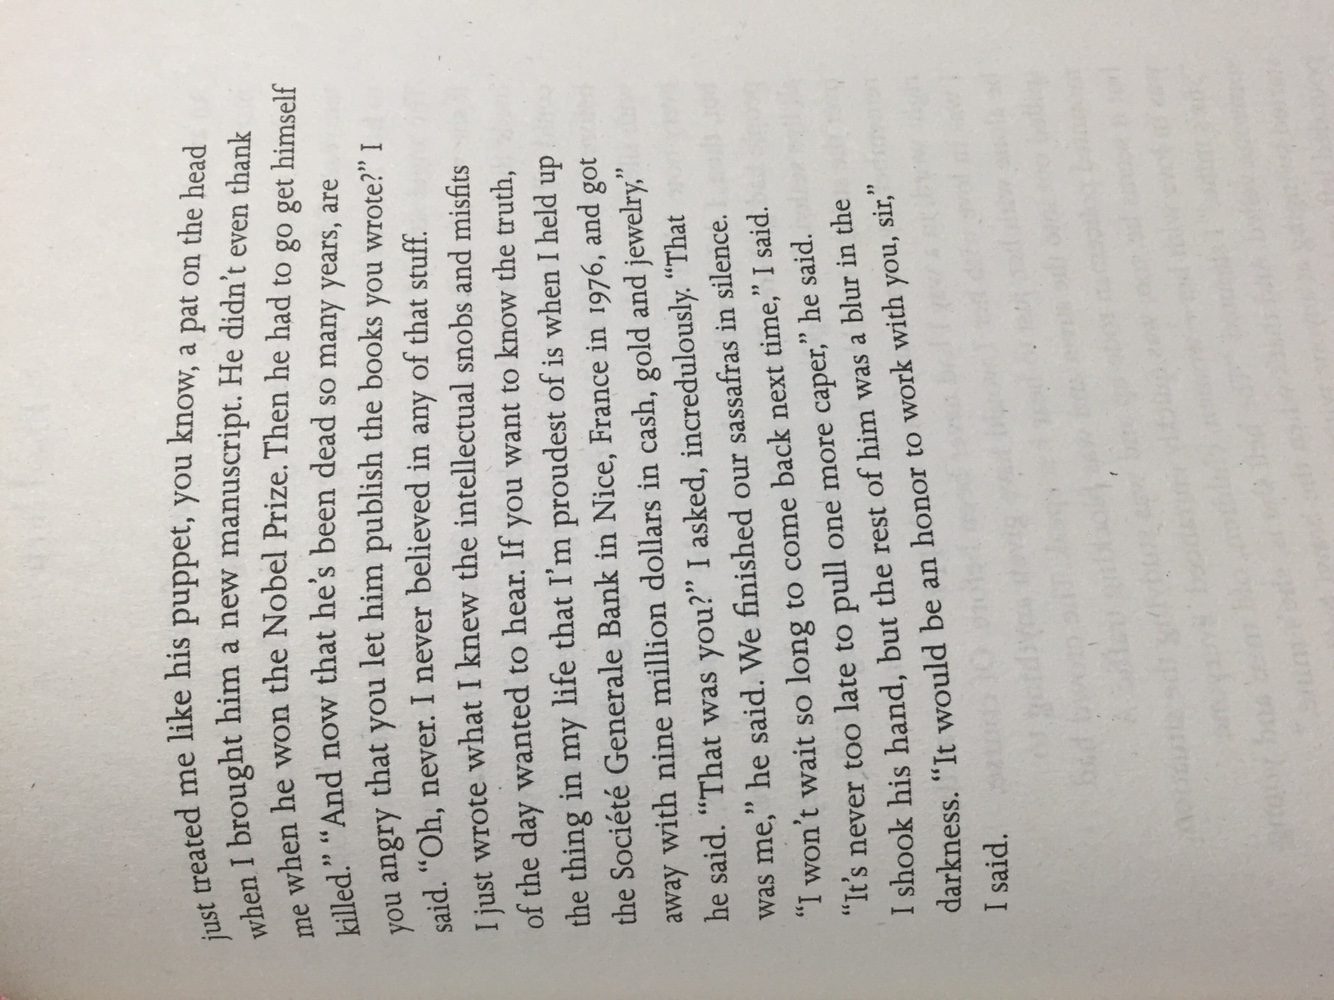 just treated me like his puppet, you know, a pat on the head
when I brought him a new manuscript. He didn't even thank
me when he won the Nobel Prize. Then he had to go get himself
killed.” “And now that he's been dead so many years, are
you angry that you let him publish the books you wrote?” I
said. “Oh, never. I never believed in any of that stuff.
I just wrote what I knew the intellectual snobs and misfits
of the day wanted to hear. If you want to know the truth,
the thing in my life that I'm proudest of is when I held up
the Société Generale Bank in Nice, France in 1976, and got
away with nine million dollars in cash, gold and jewelry,”
he said. “That was you?” I asked, incredulously. “That
was me,” he said. We finished our sassafras in silence.
“I won't wait so long to come back next time,” I said.
“It's never too late to pull one more caper,” he said.
I shook his hand, but the rest of him was a blur in the
darkness. “It would be an honor to work with you, sir,”
I said.